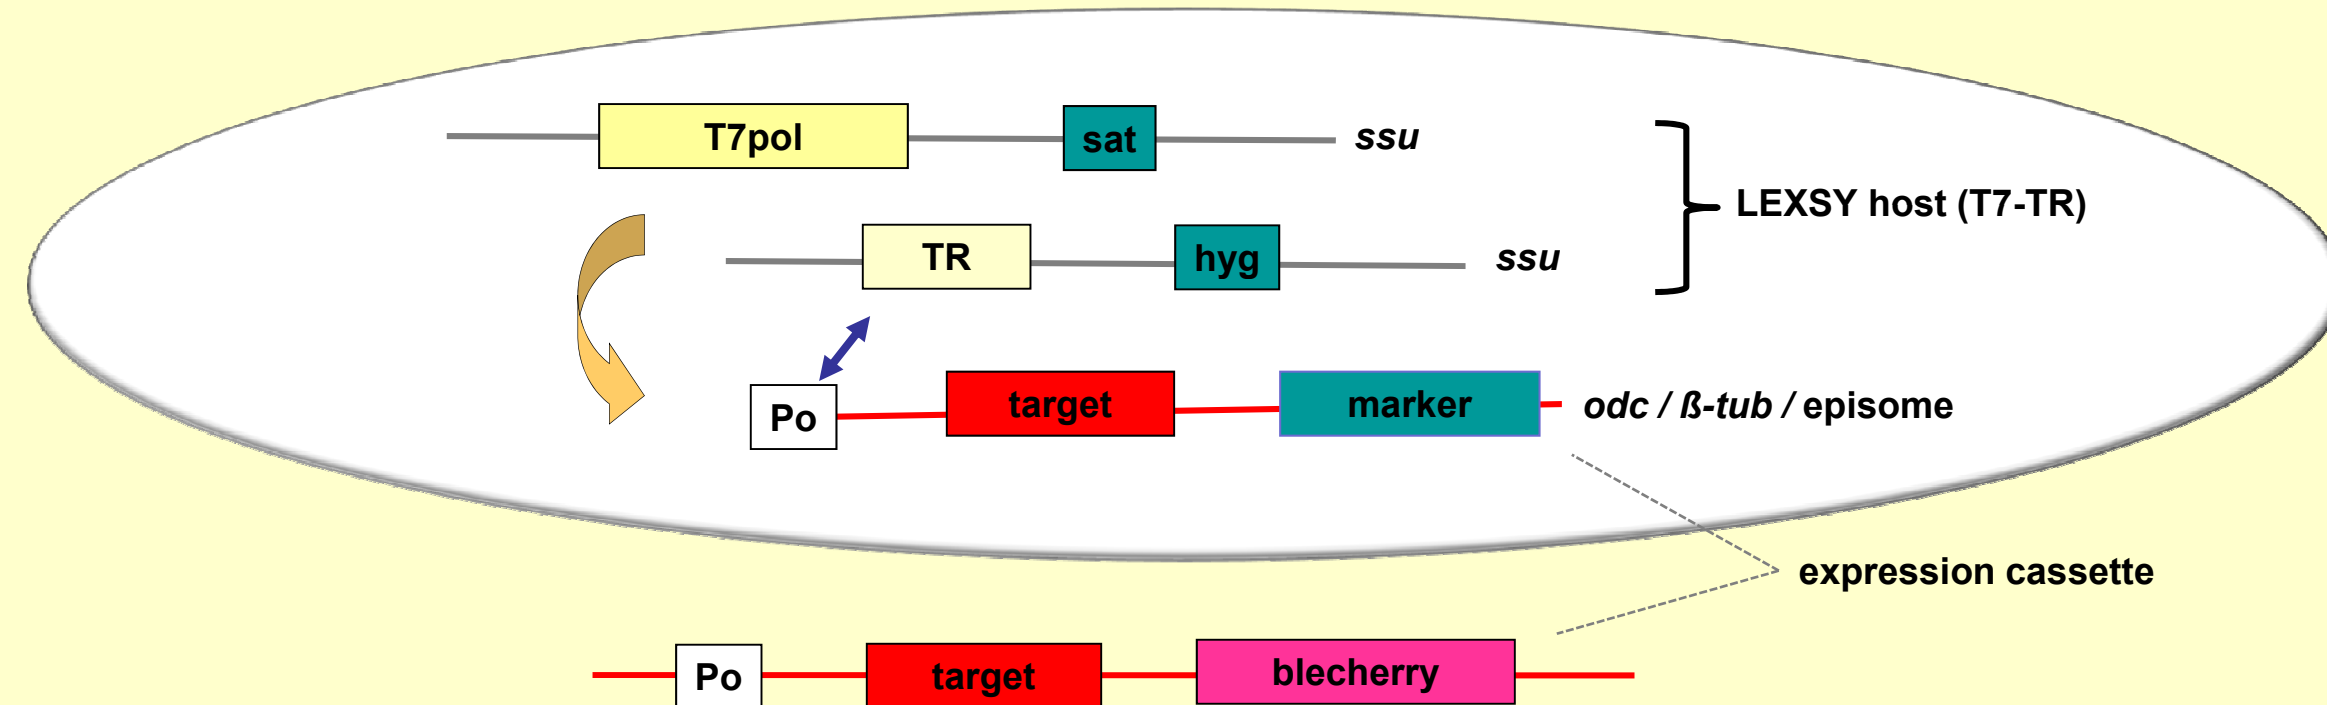 T7pol sat ssu
LEXSY host (T7-TR)
TR hyg ssu
Po target marker odc / ß-tub / episome
expression cassette
Po target blecherry